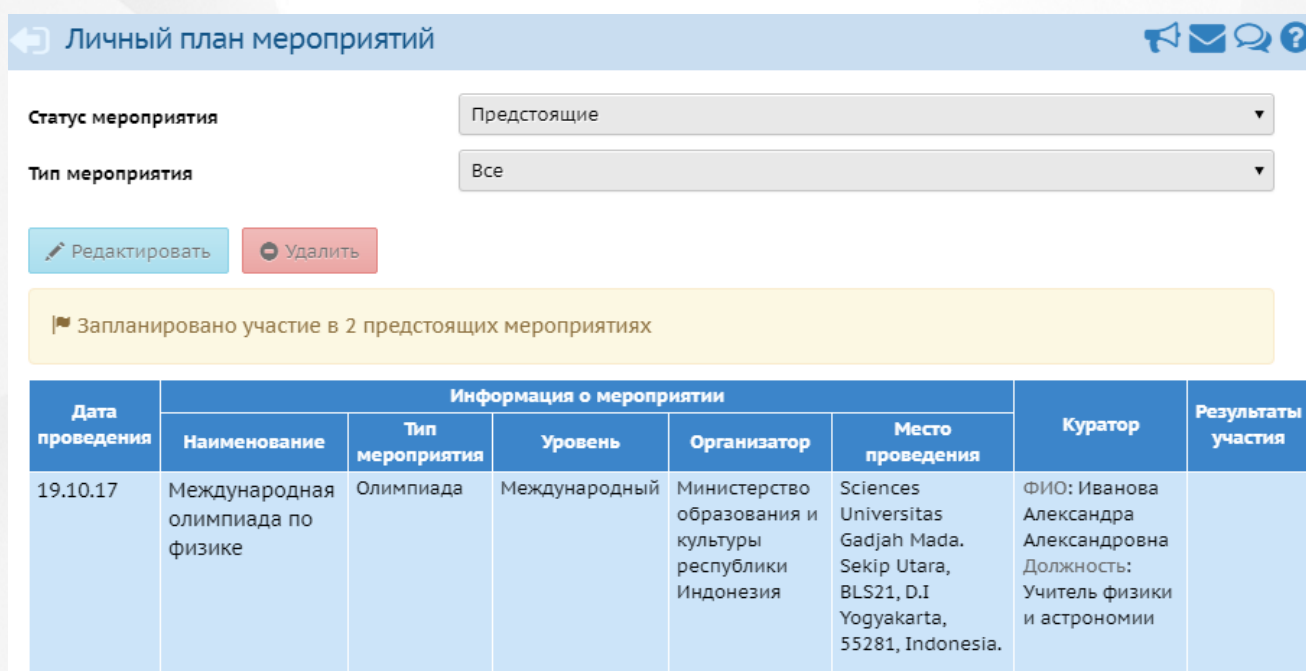 Личный план мероприятий
Статус мероприятия
Предстоящие
Тип мероприятия
Все
Редактировать
Удалить
Запланировано участие в 2 предстоящих мероприятиях
Дата
проведения
Информация о мероприятии
Наименование
Тип
мероприятия
Уровень
Организатор
Место
проведения
Куратор
Результаты
участия
19.10.17
Международная
олимпиада по
физике
Олимпиада
Международный
Министерство
образования и
культуры
республики
Индонезия
Sciences
Universitas
Gadjah Mada.
Sekip Utara,
BLS21, D.I
Yogyakarta,
55281, Indonesia.
ФИО: Иванова
Александра
Александровна
Должность:
Учитель физики
и астрономии